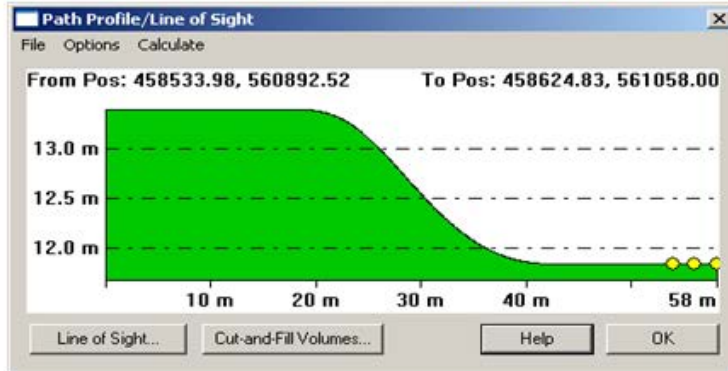 Path Profile/Line of Sight
File Options Calculate
From Pos: 458533.98, 560892.52 To Pos: 458624.83, 561058.00
13.0 m
12.5 m
12.0 m
10 m 20 m 30 m 40 m 58 m
Line of Sight... Cut-and-Fill Volumes... Help OK